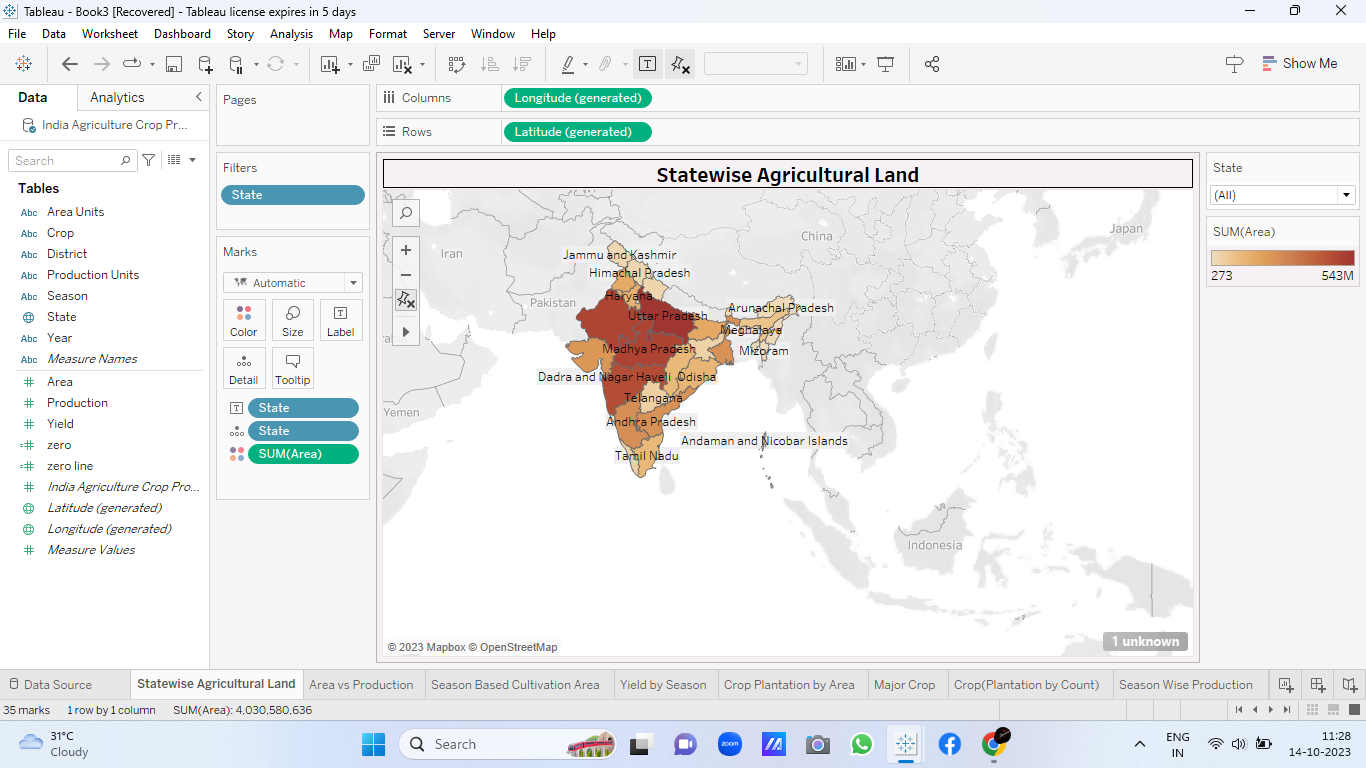 Tableau - Book3 [Recovered] - Tableau license expires in 5 days
File Data Worksheet Dashboard Story Analysis Map Format Server Window Help
Show Me
Data Analytics
India Agriculture Crop Pr...
Search
Tables
Abc Area Units
Abc Crop
Abc District
Abc Production Units
Abc Season
State
Abc Year
Abc Measure Names
Area
Production
Yield
zero
zero line
India Agriculture Crop Pro...
Latitude (generated)
Longitude (generated)
Measure Values
Pages
Filters
State
Marks
Automatic
Color Size Label
Detail Tooltip
State
State
SUM(Area)
Columns Longitude (generated)
Rows Latitude (generated)
Statewise Agricultural Land
Iran
China
Japan
Jammu and Kashmir
Himachal Pradesh
Pakistan
Haryana
Arunachal Pradesh
Uttar Pradesh
Meghalaya
Madhya Pradesh
Mizoram
Dadra and Nagar Haveli
Odisha
Telangana
Yemen
Andhra Pradesh
Andaman and Nicobar Islands
Tamil Nadu
Indonesia
© 2023 Mapbox © OpenStreetMap
1 unknown
State
(All)
SUM(Area)
273 543M
Data Source Statewise Agricultural Land Area vs Production Season Based Cultivation Area Yield by Season Crop Plantation by Area Major Crop Crop(Plantation by Count) Season Wise Production
35 marks 1 row by 1 column SUM(Area): 4,030,580,636
31°C
Cloudy
Search
zoom
ENG
IN
11:28
14-10-2023